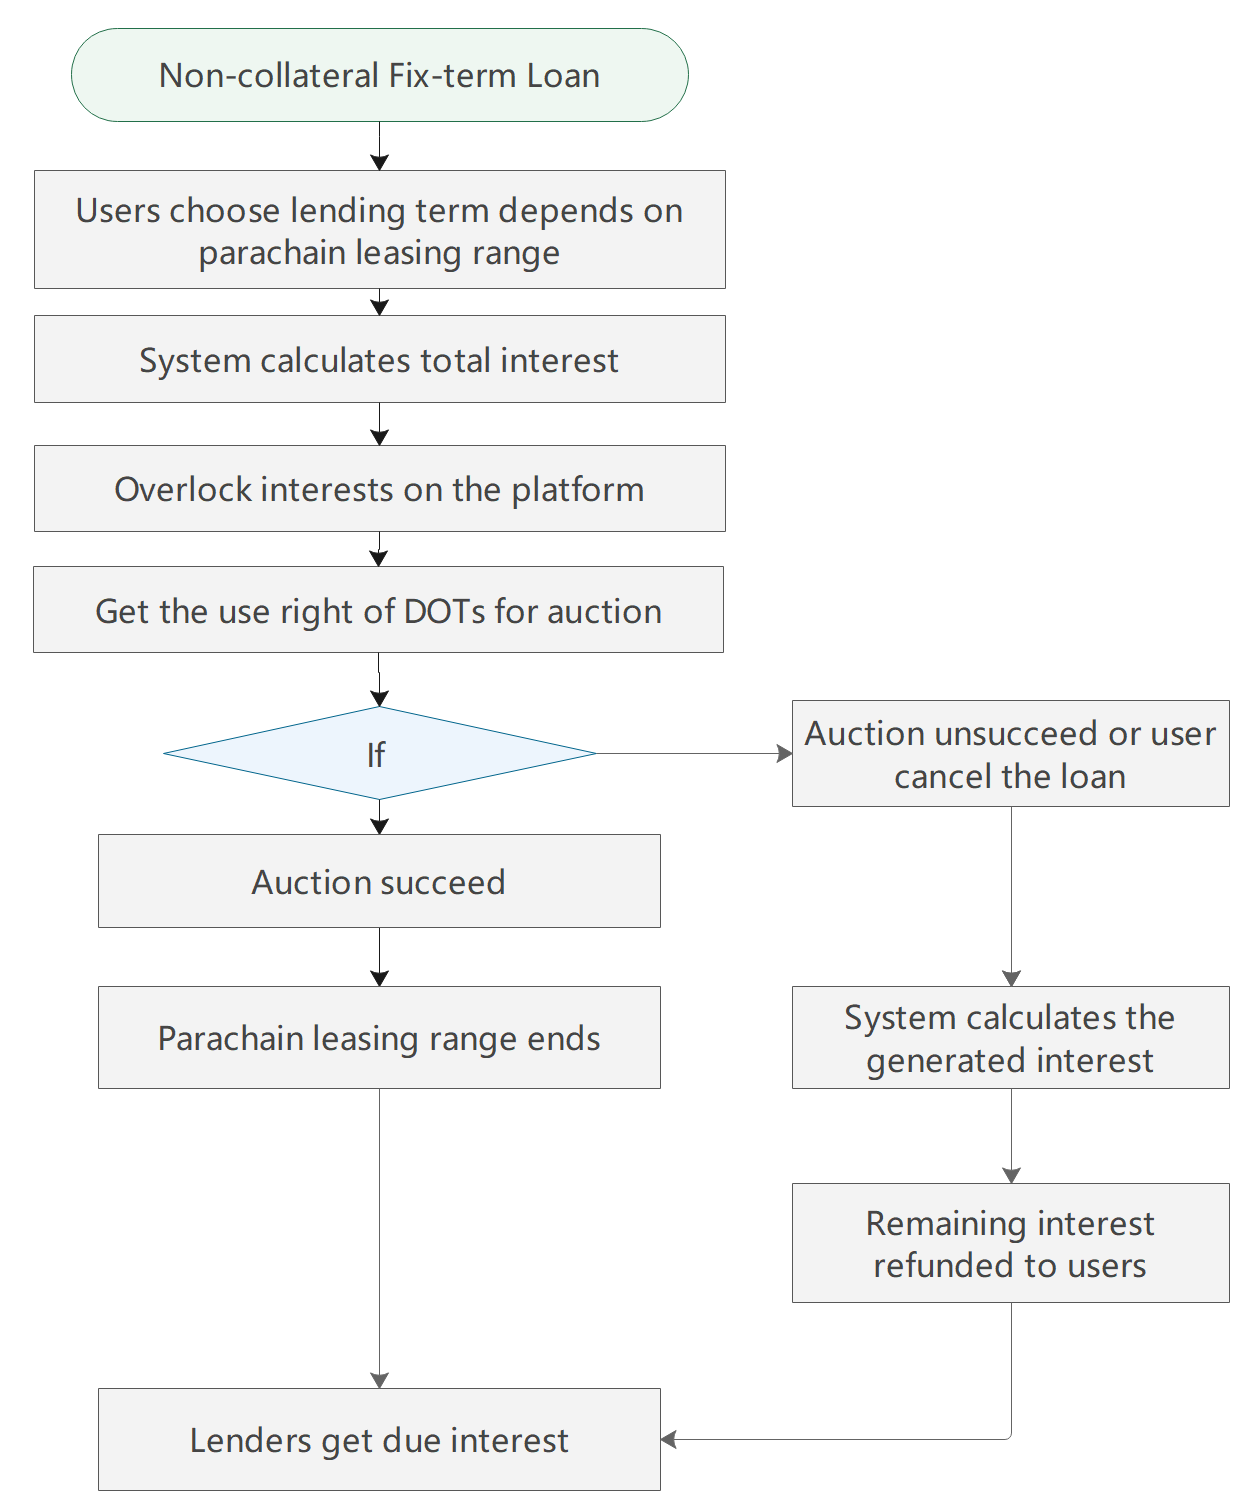 Non-collateral Fix-term Loan
Users choose lending term depends on
parachain leasing range
System calculates total interest
Overlock interests on the platform
Get the use right of DOTs for auction
If
Auction unsucceed or user
cancel the loan
Auction succeed
Parachain leasing range ends
System calculates the
generated interest
Remaining interest
refunded to users
Lenders get due interest